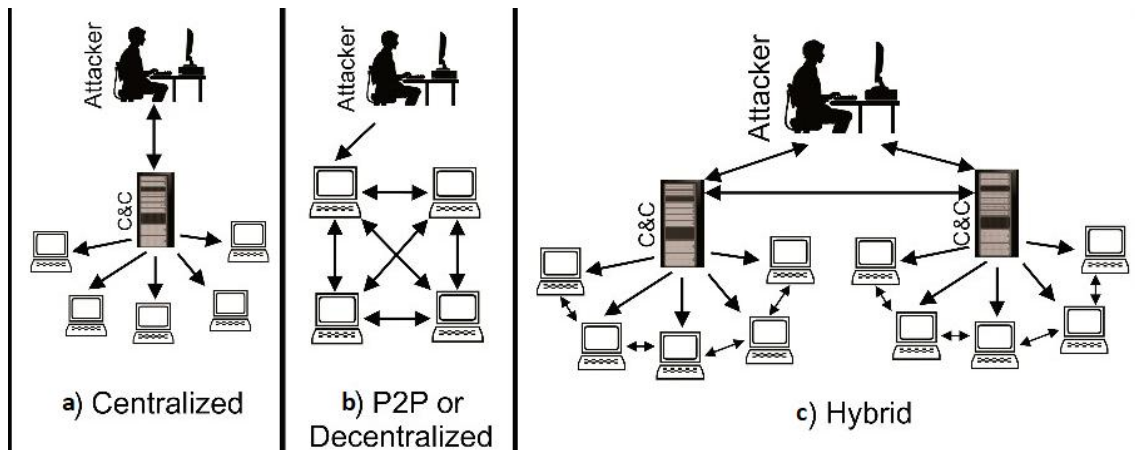 Attacker
C&C
a) Centralized
Attacker
b) P2P or
Decentralized
Attacker
C&C
C&C
c) Hybrid